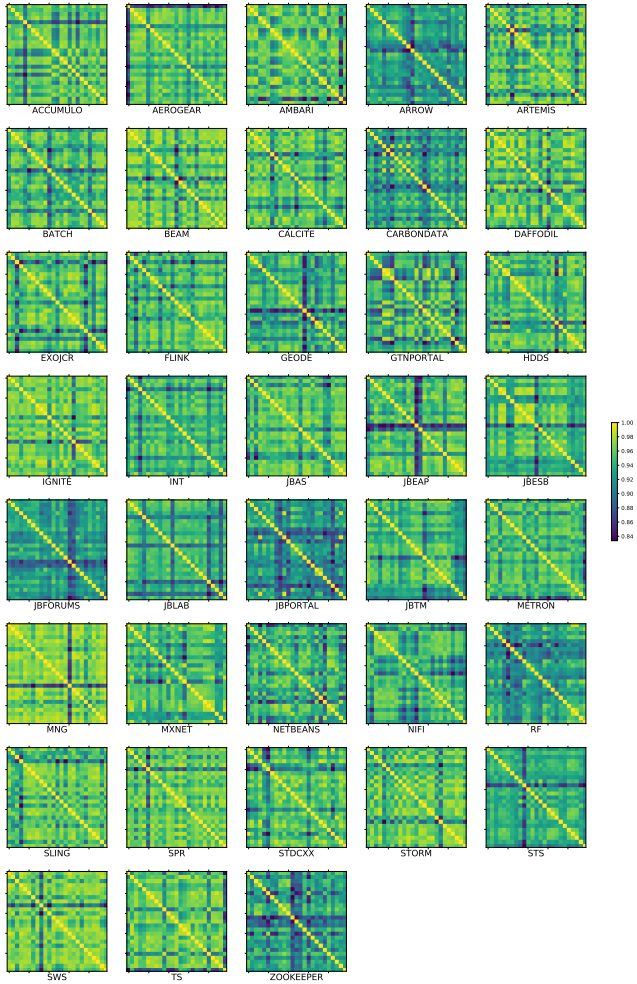 ACCUMULO AEROGEAR AMBARI ARROW ARTEMIS
BATCH BEAM CALCITE CARBONDATA DAFFODIL
EXOJCR FLINK GEODE GTNPORTAL HDDS
IGNITE INT JBAS JBEAP JBESB
1.00
0.98
0.96
0.94
0.92
0.90
0.88
0.86
0.84
JBFORUMS JBLAB JBPORTAL JBTM METRON
MNG MXNET NETBEANS NIFI RF
SLING SPR STDCXX STORM STS
SWS TS ZOOKEEPER